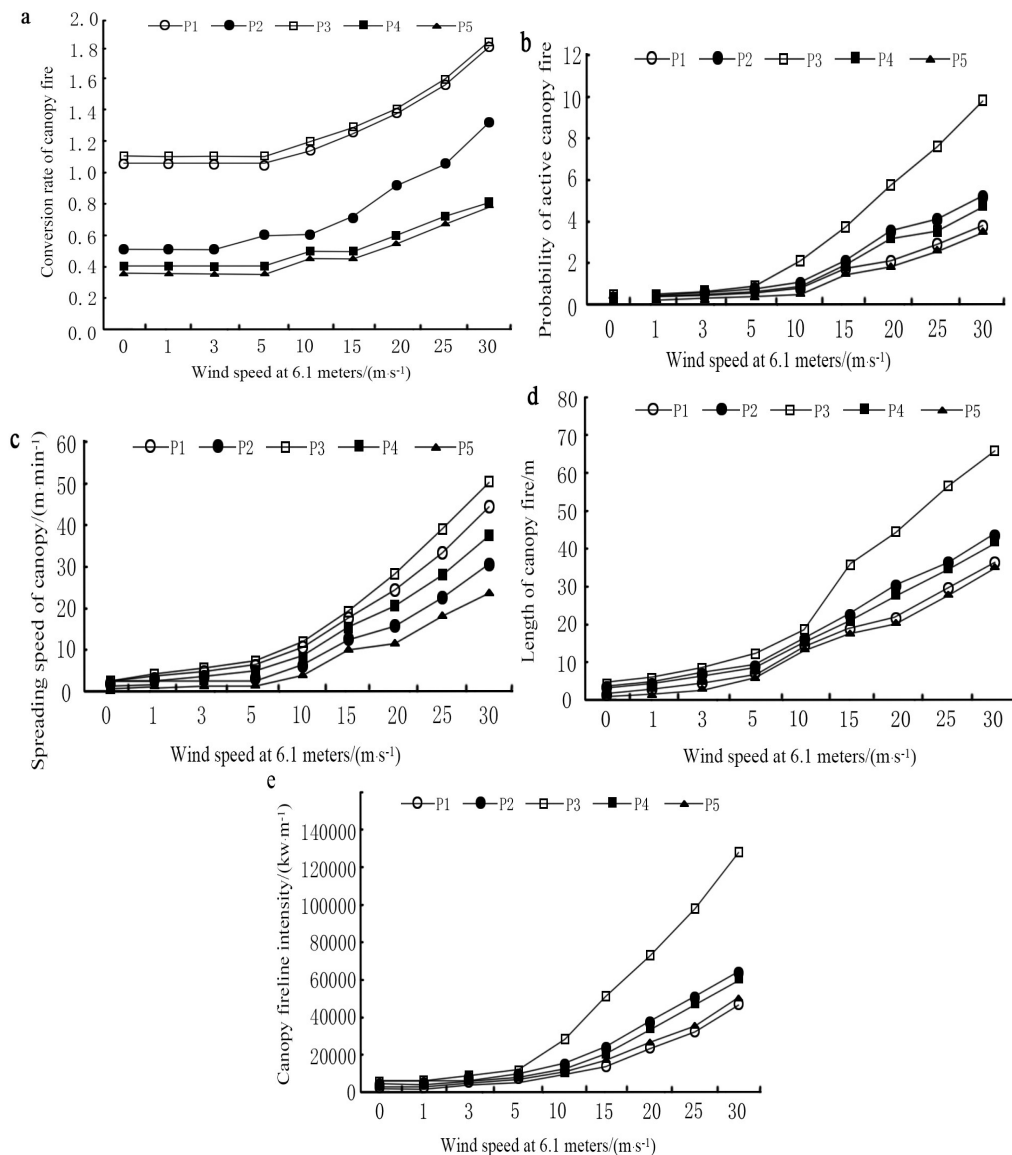 a
P1 P2 P3 P4 P5
Conversion rate of canopy fire
2.0
1.8
1.6
1.4
1.2
1.0
0.8
0.6
0.4
0.2
0.0
0 1 3 5 10 15 20 25 30
Wind speed at 6.1 meters/(m·s⁻¹)
b
P1 P2 P3 P4 P5
Probability of active canopy fire
12
10
8
6
4
2
0
0 1 3 5 10 15 20 25 30
Wind speed at 6.1 meters/(m·s⁻¹)
c
P1 P2 P3 P4 P5
Spreading speed of canopy/(m·min⁻¹)
60
50
40
30
20
10
0
0 1 3 5 10 15 20 25 30
Wind speed at 6.1 meters/(m·s⁻¹)
d
P1 P2 P3 P4 P5
Length of canopy fire/m
80
70
60
50
40
30
20
10
0
0 1 3 5 10 15 20 25 30
Wind speed at 6.1 meters/(m·s⁻¹)
e
P1 P2 P3 P4 P5
Canopy fireline intensity/(kw·m⁻¹)
140000
120000
100000
80000
60000
40000
20000
0
0 1 3 5 10 15 20 25 30
Wind speed at 6.1 meters/(m·s⁻¹)